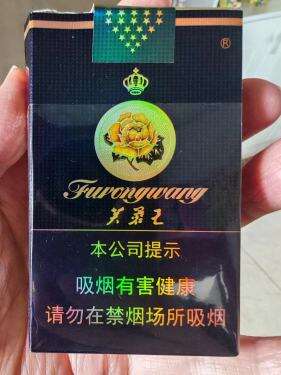 ®
Furongwang
芙蓉王
本公司提示
吸烟有害健康
请勿在禁烟场所吸烟